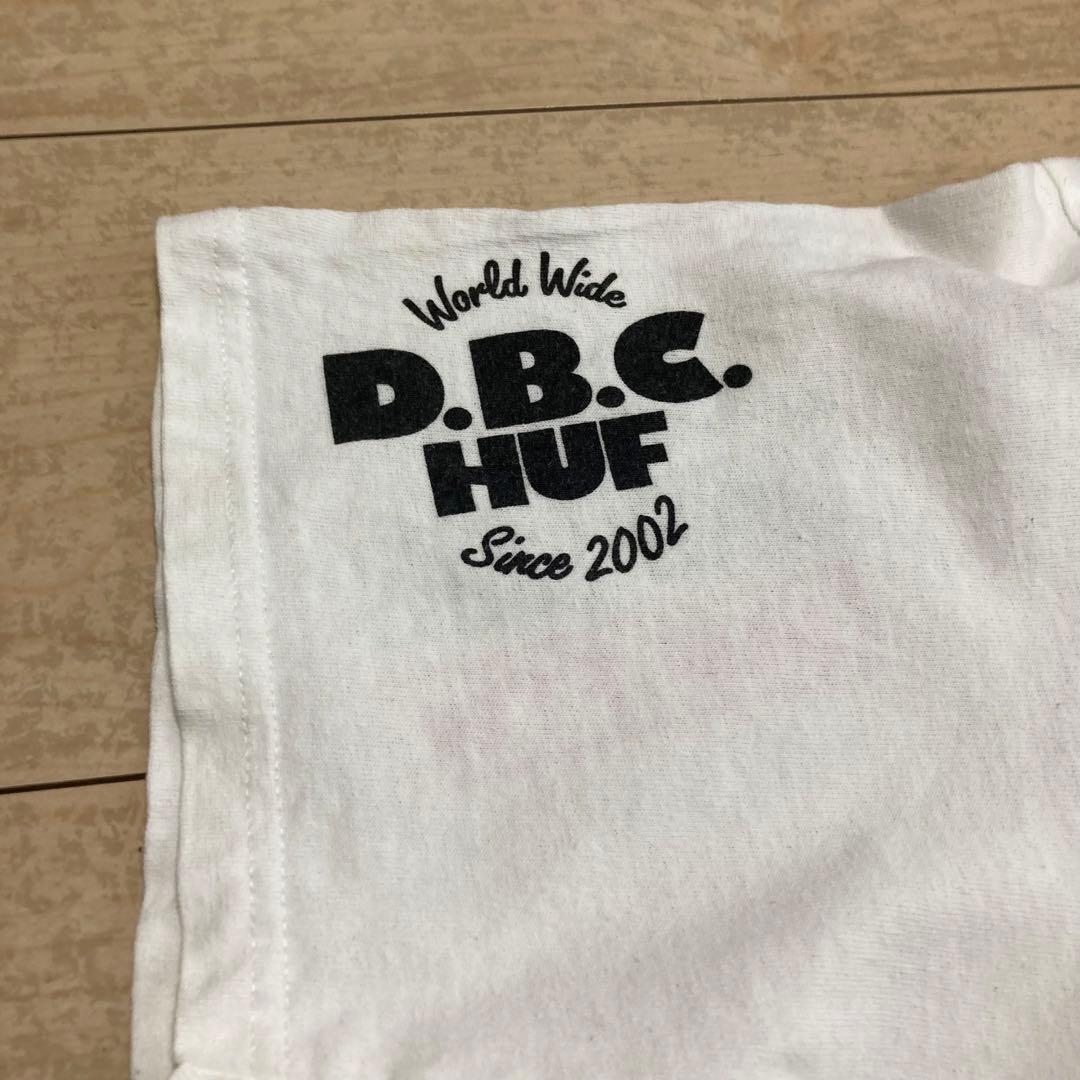 World Wide
D.B.C.
HUF
Since 2002